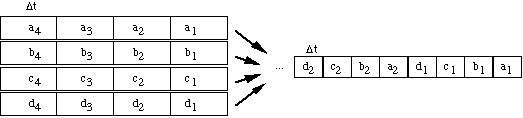 Δt
a4 a3 a2 a1
b4 b3 b2 b1
c4 c3 c2 c1
d4 d3 d2 d1
Δt
... d2 c2 b2 a2 d1 c1 b1 a1